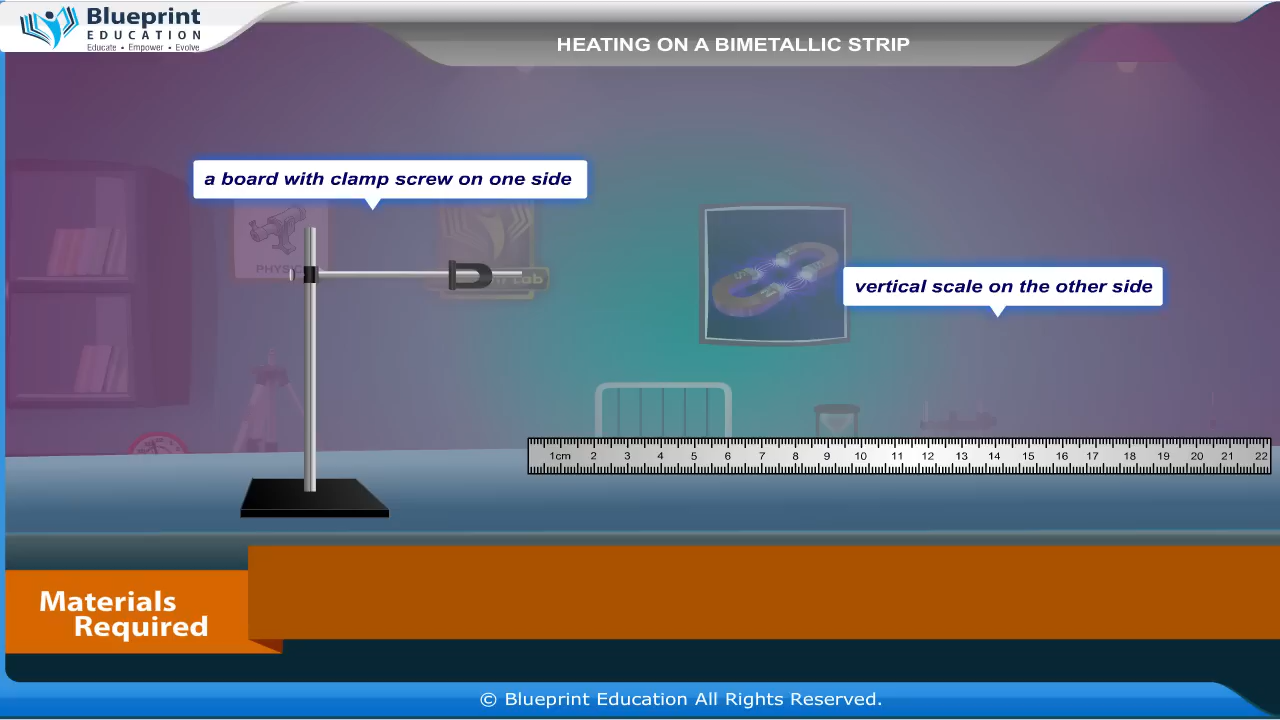 Blueprint
EDUCATION
Educate • Empower • Evolve
HEATING ON A BIMETALLIC STRIP
a board with clamp screw on one side
vertical scale on the other side
1cm 2 3 4 5 6 7 8 9 10 11 12 13 14 15 16 17 18 19 20 21 22
Materials
Required
© Blueprint Education All Rights Reserved.